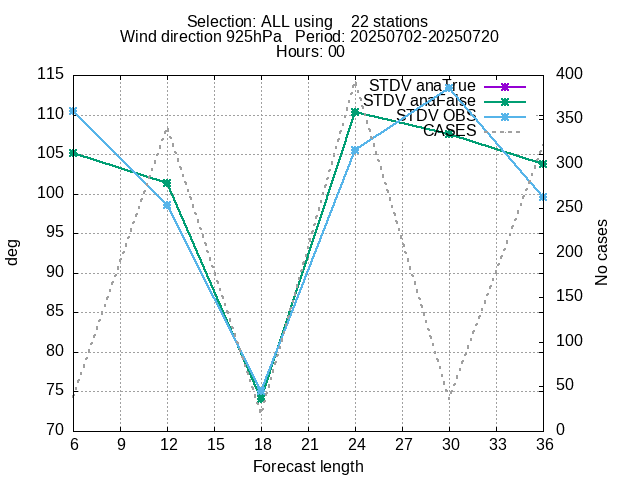 Selection: ALL using    22 stations
Wind direction 925hPa   Period: 20250702-20250720
Hours: 00
STDV anaTrue
STDV anaFalse
STDV OBS
CASES
115
110
105
100
95
90
85
80
75
70
deg
400
350
300
250
200
150
100
50
0
No cases
6 9 12 15 18 21 24 27 30 33 36
Forecast length